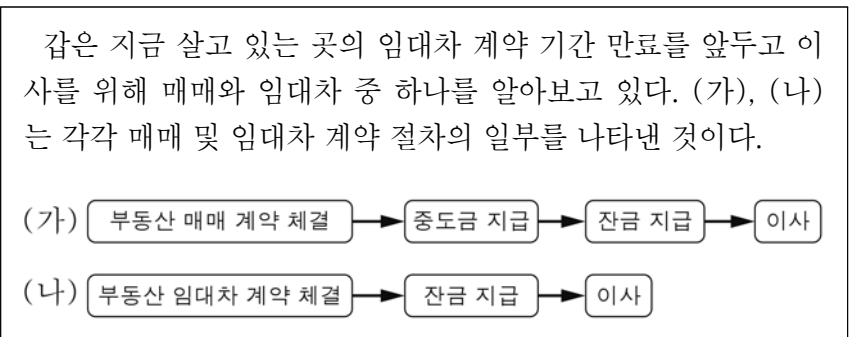 갑은 지금 살고 있는 곳의 임대차 계약 기간 만료를 앞두고 이
사를 위해 매매와 임대차 중 하나를 알아보고 있다. (가), (나)
는 각각 매매 및 임대차 계약 절차의 일부를 나타낸 것이다.
(가) 부동산 매매 계약 체결 중도금 지급 잔금 지급 이사
(나) 부동산 임대차 계약 체결 잔금 지급 이사